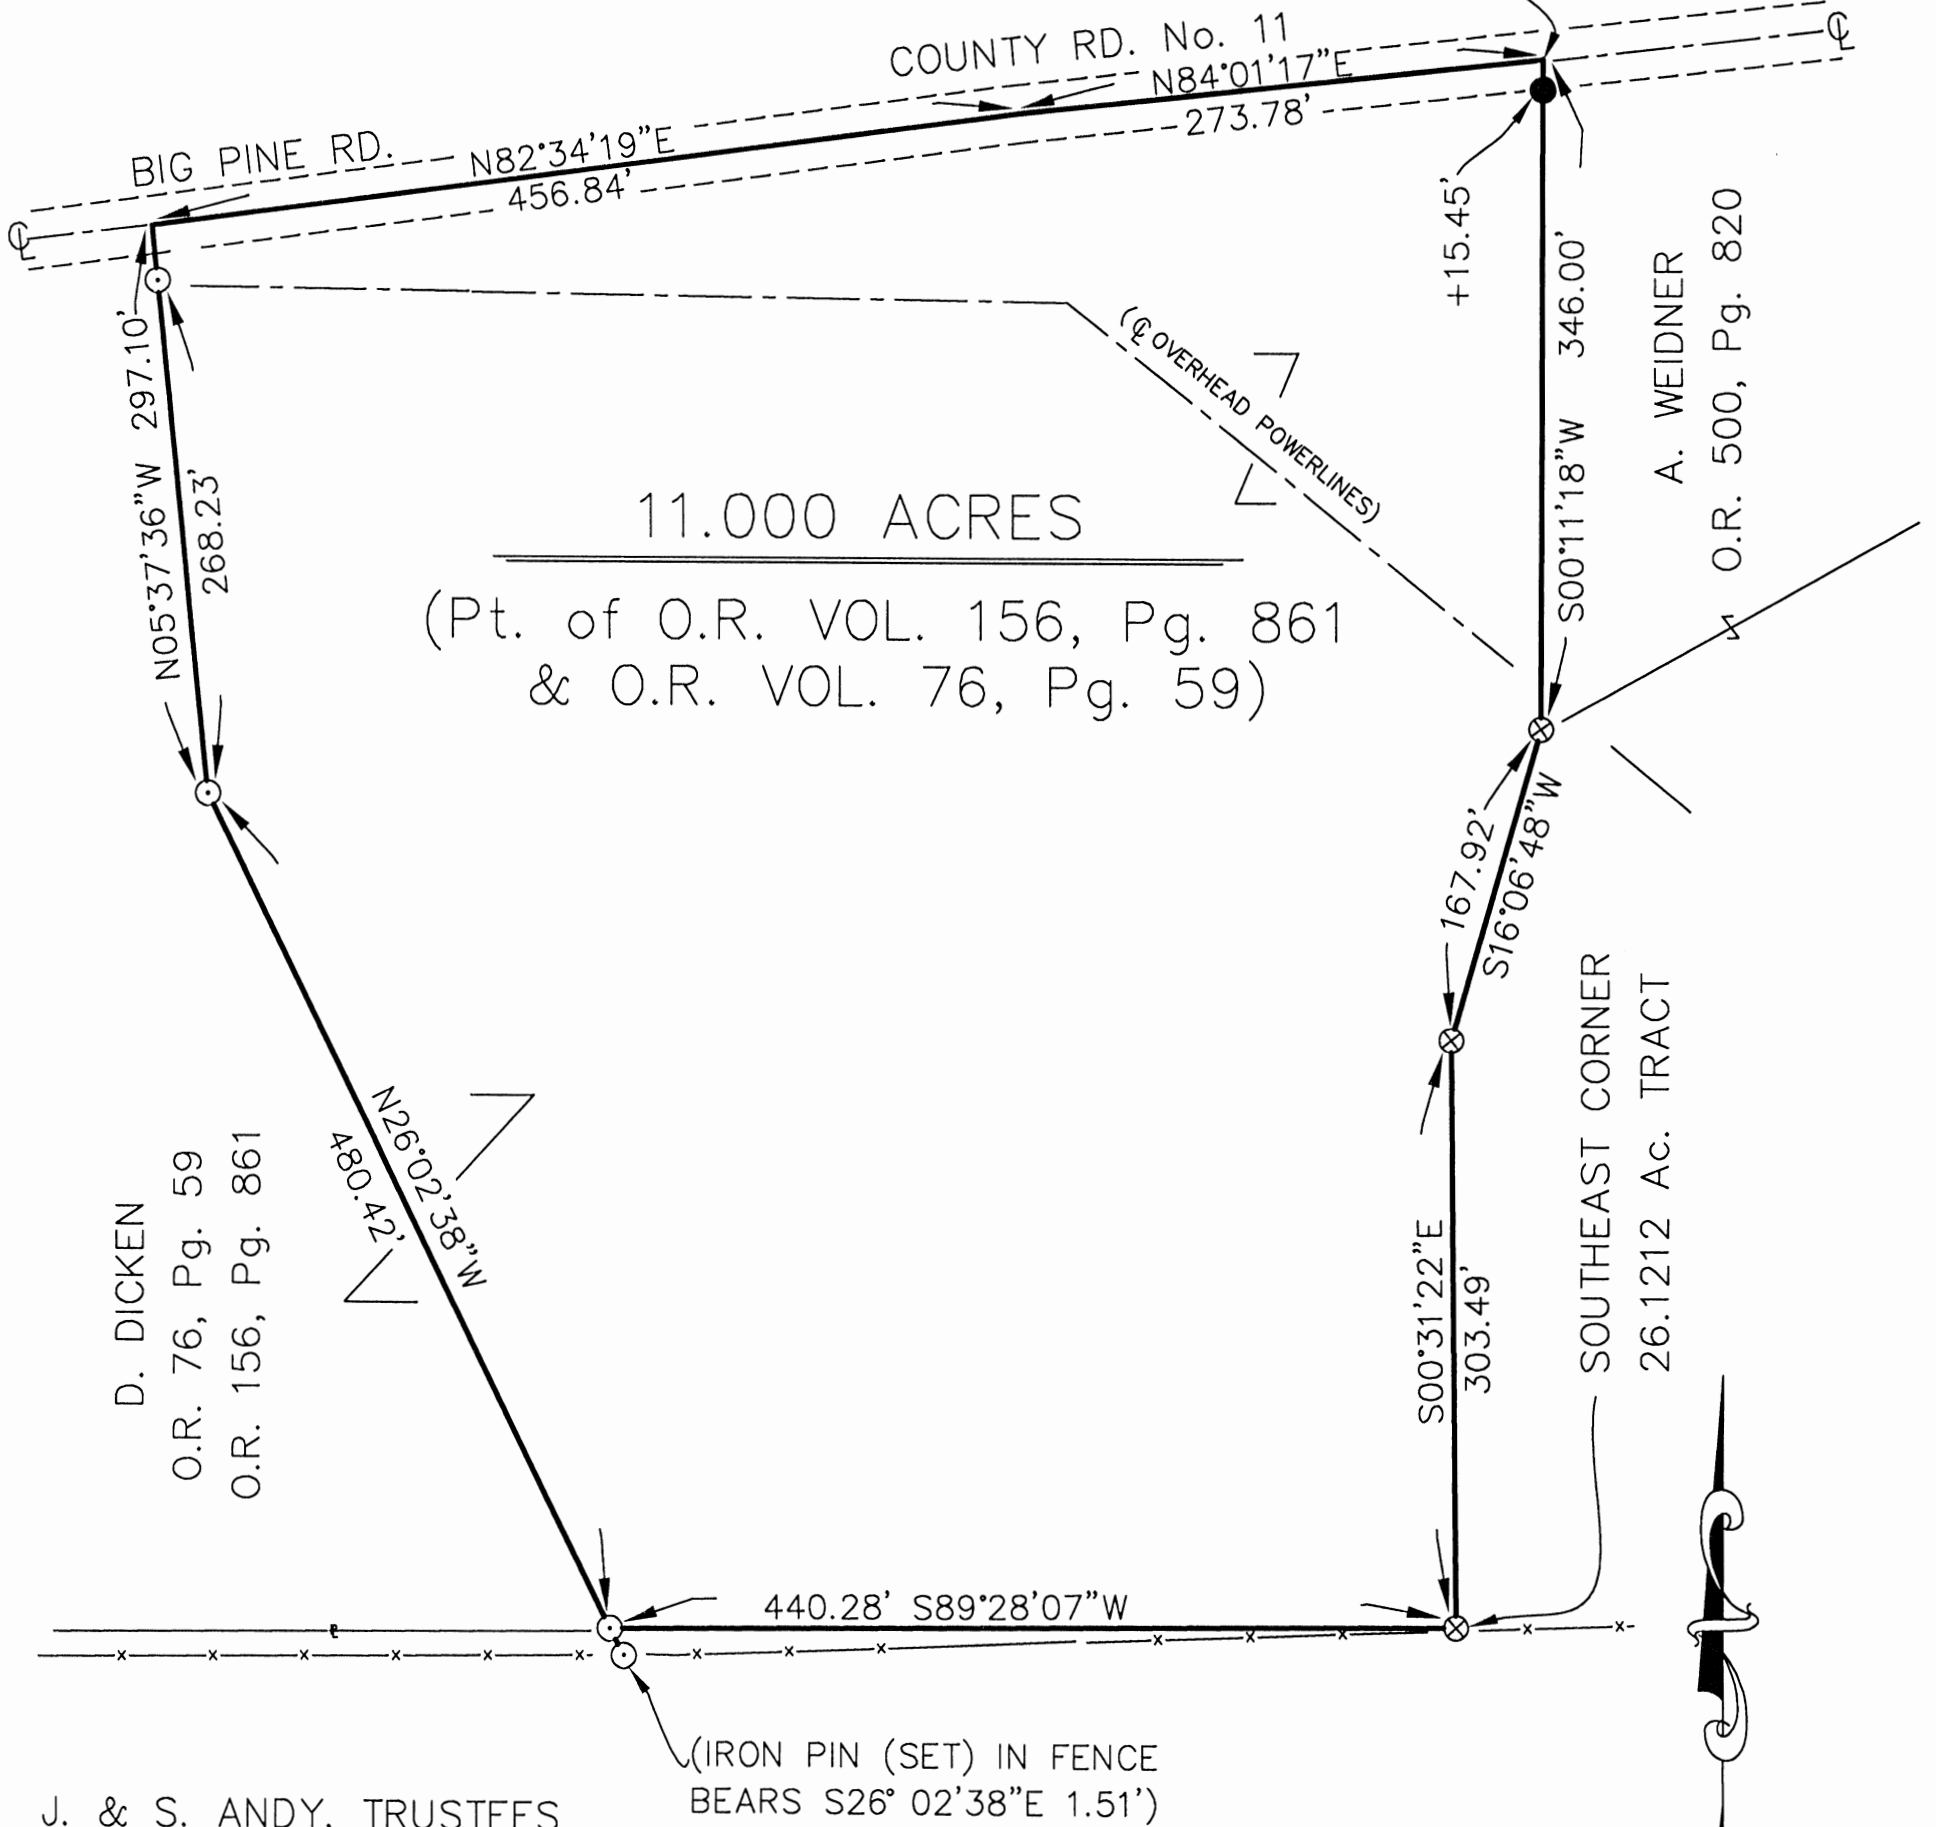 COUNTY RD. No. 11
BIG PINE RD.
N84°01'17"E
273.78'
N82°34'19"E
456.84'
℄
℄
+15.45'
S00°11'18"W 346.00'
A. WEIDNER
O.R. 500, Pg. 820
(℄ OVERHEAD POWERLINES)
N05°37'36"W 297.10'
268.23'
11.000 ACRES
(Pt. of O.R. VOL. 156, Pg. 861
& O.R. VOL. 76, Pg. 59)
167.92'
S16°06'48"W
SOUTHEAST CORNER
26.1212 Ac. TRACT
N26°02'38"W
480.42'
D. DICKEN
O.R. 76, Pg. 59
O.R. 156, Pg. 861
S00°31'22"E
303.49'
440.28' S89°28'07"W
(IRON PIN (SET) IN FENCE
BEARS S26° 02'38"E 1.51')
J. & S. ANDY, TRUSTEES